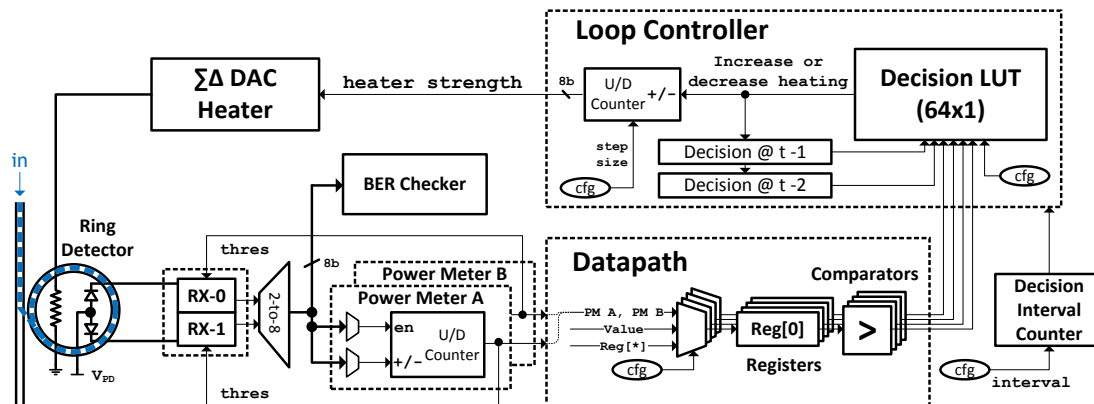 Loop Controller
∑Δ DAC
Heater
heater strength
8b
U/D
Counter
+/-
Increase or
decrease heating
Decision LUT
(64x1)
step
size
cfg
Decision @ t -1
Decision @ t -2
cfg
in
BER Checker
Ring
Detector
thres
8b
RX-0
RX-1
2-to-8
V_PD
thres
Power Meter B
Power Meter A
en
+/-
U/D
Counter
Datapath
PM A, PM B
Value
Reg[*]
cfg
Reg[0]
Registers
Comparators
>
Decision
Interval
Counter
cfg
interval